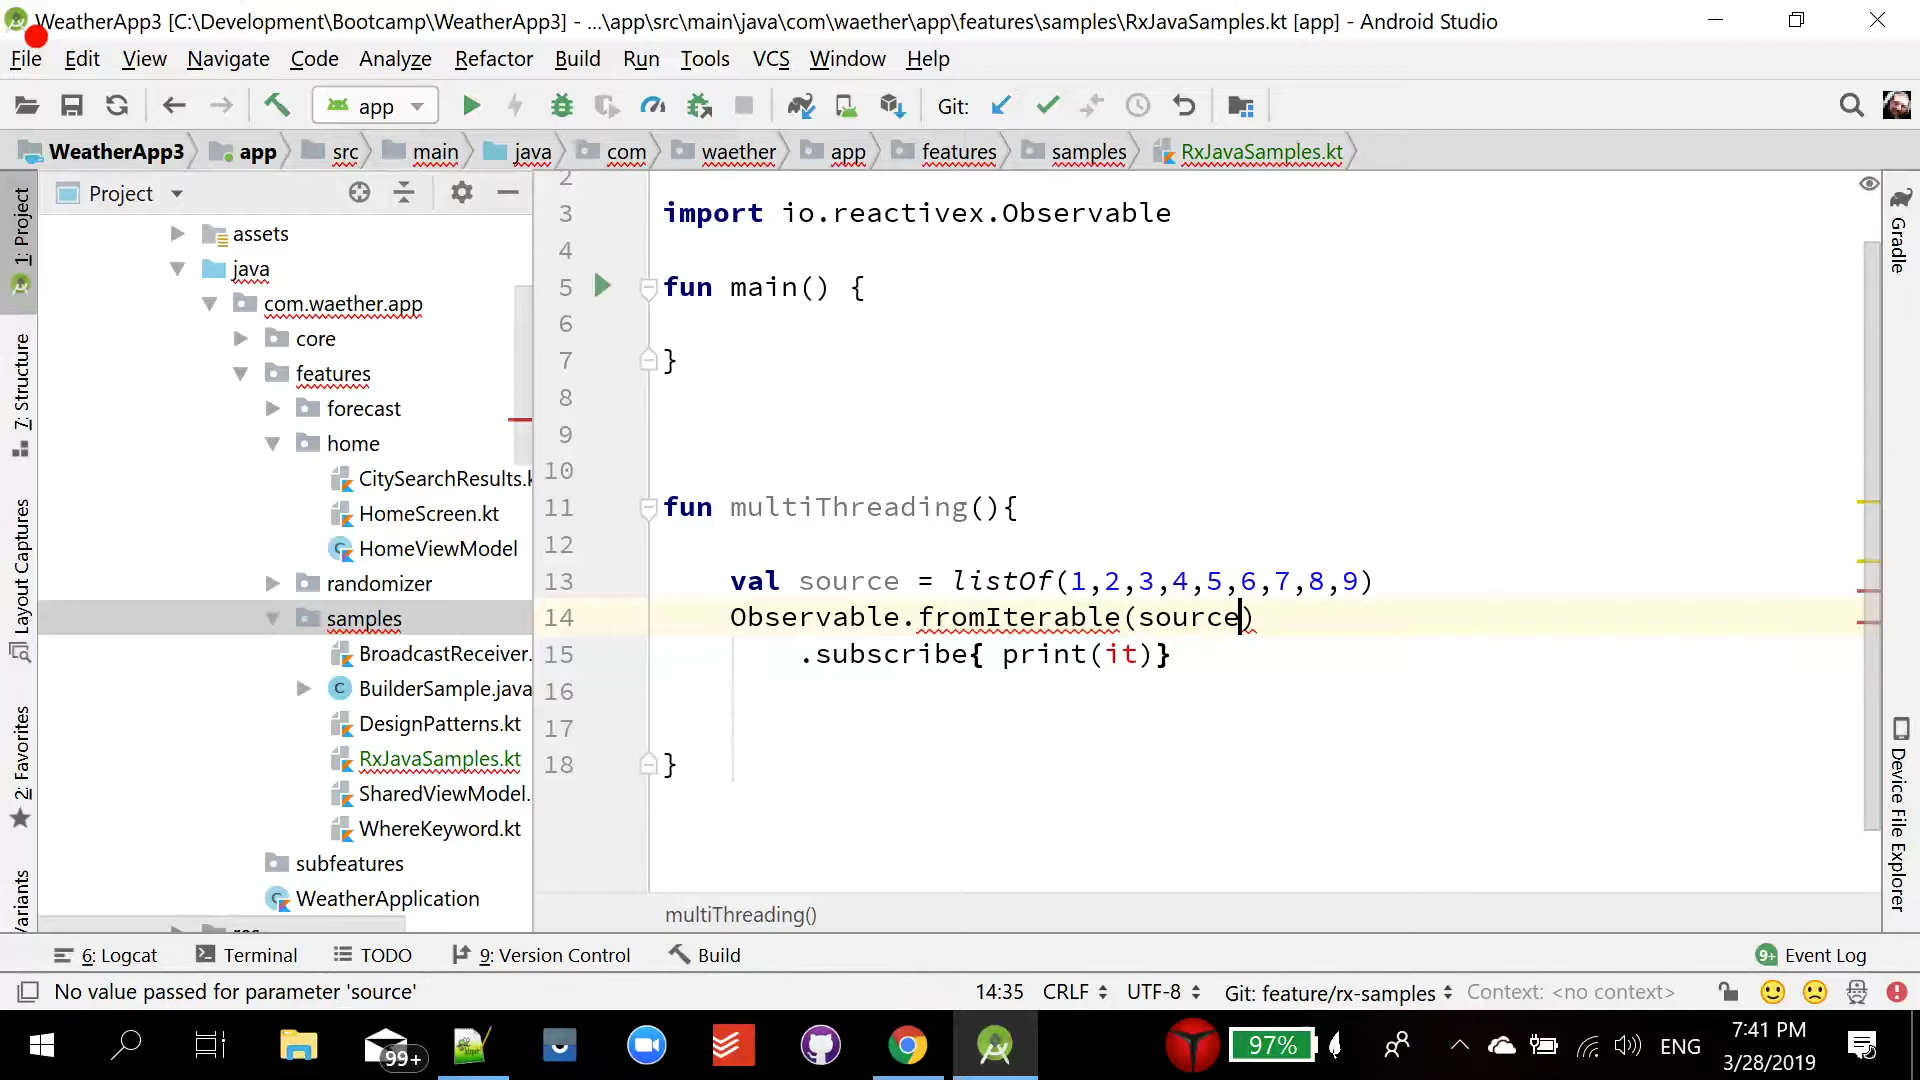 WeatherApp3 [C:\Development\Bootcamp\WeatherApp3] - ...\app\src\main\java\com\waether\app\features\samples\RxJavaSamples.kt [app] - Android Studio
File Edit View Navigate Code Analyze Refactor Build Run Tools VCS Window Help
app Git:
WeatherApp3 app src main java com waether app features samples RxJavaSamples.kt
Project
assets
java
com.waether.app
core
features
forecast
home
CitySearchResults.k
HomeScreen.kt
HomeViewModel
randomizer
samples
BroadcastReceiver.
BuilderSample.java
DesignPatterns.kt
RxJavaSamples.kt
SharedViewModel.
WhereKeyword.kt
subfeatures
WeatherApplication
1: Project
7: Structure
Layout Captures
2: Favorites
Variants
2
3 import io.reactivex.Observable
4
5 fun main() {
6
7 }
8
9
10
11 fun multiThreading(){
12
13 val source = listOf(1,2,3,4,5,6,7,8,9)
14 Observable.fromIterable(source)
15 .subscribe{ print(it)}
16
17
18 }
multiThreading()
Gradle
Device File Explorer
6: Logcat Terminal TODO 9: Version Control Build 9+ Event Log
No value passed for parameter 'source' 14:35 CRLF UTF-8 Git: feature/rx-samples Context: <no context>
99+ 97% ENG 7:41 PM
3/28/2019